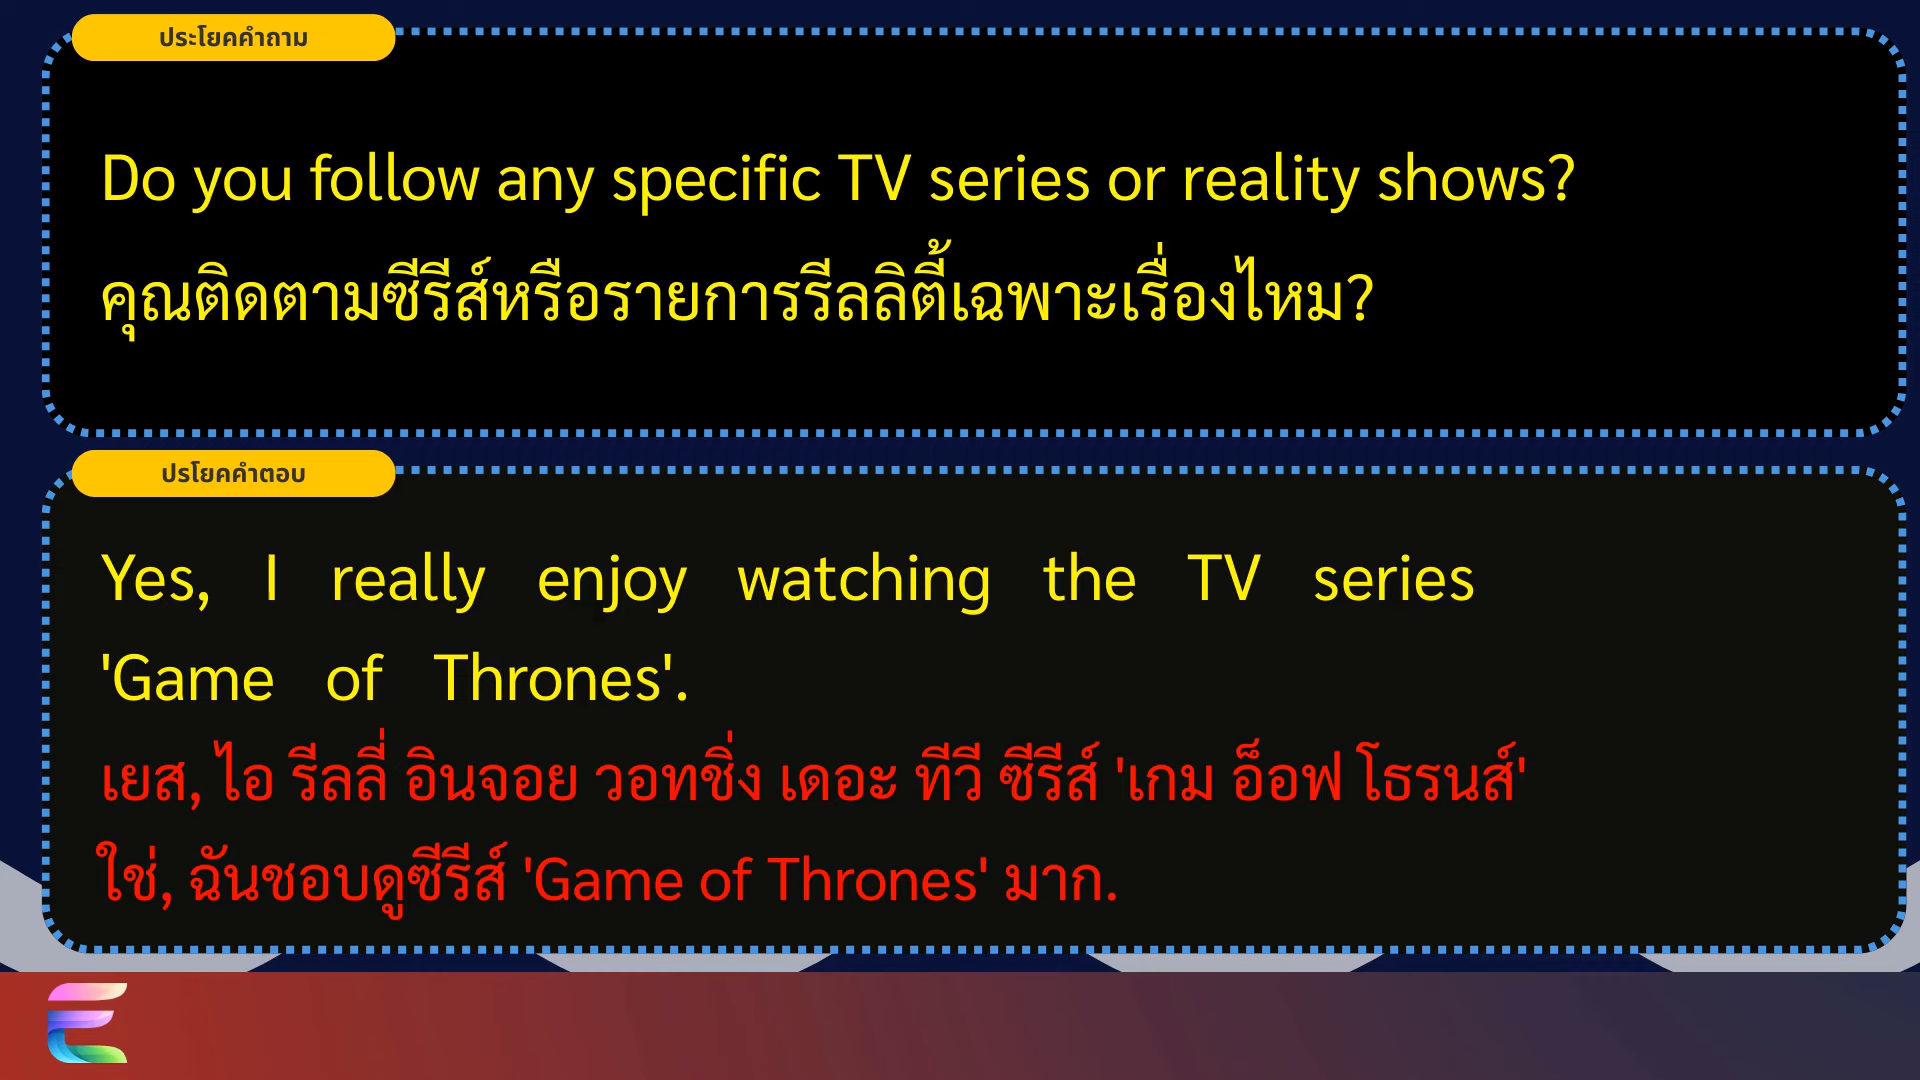 ประโยคคำถาม
Do you follow any specific TV series or reality shows?
คุณติดตามซีรีส์หรือรายการรีลลิตี้เฉพาะเรื่องไหม?
ปรโยคคำตอบ
Yes, I really enjoy watching the TV series
'Game of Thrones'.
เยส, ไอ รีลลี่ อินจอย วอทชิ่ง เดอะ ทีวี ซีรีส์ 'เกม อ็อฟ โธรนส์'
ใช่, ฉันชอบดูซีรีส์ 'Game of Thrones' มาก.